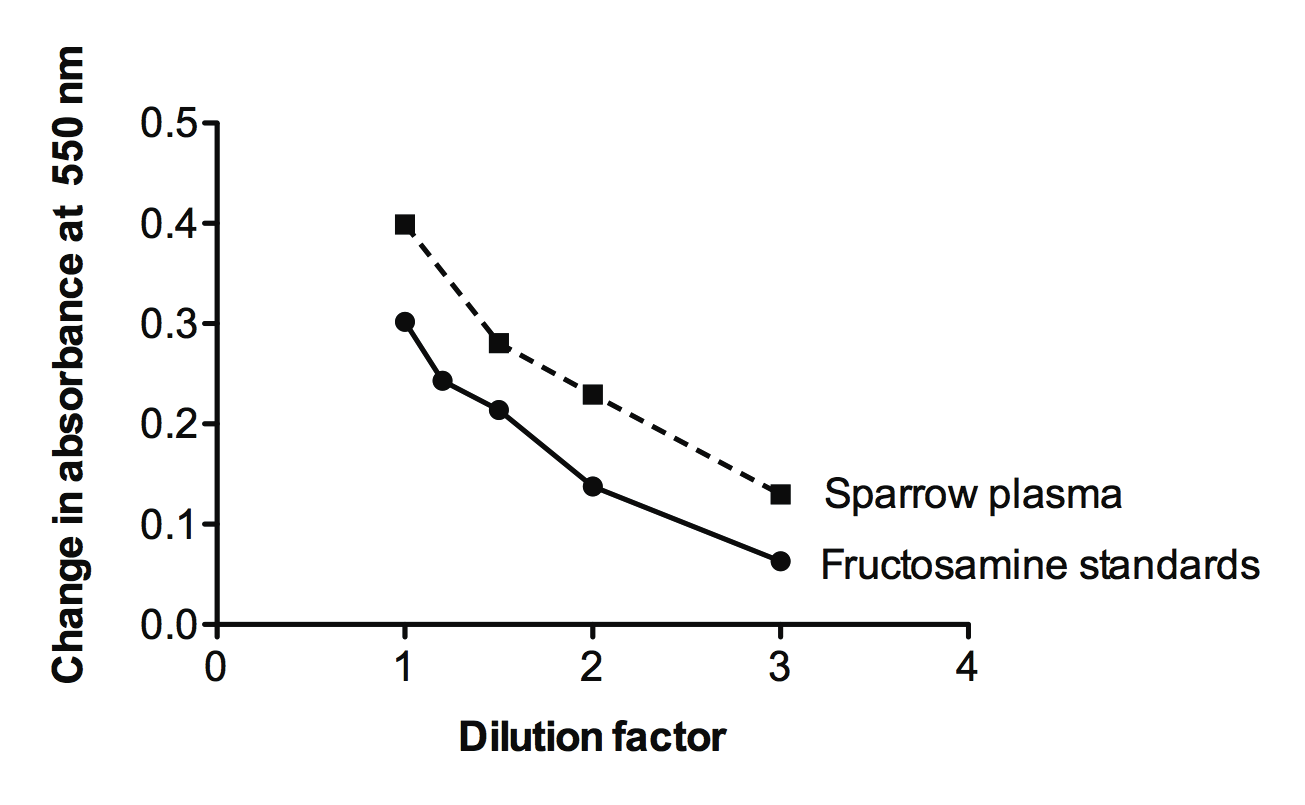 Change in absorbance at 550 nm
0.5
0.4
0.3
0.2
0.1
0.0
Sparrow plasma
Fructosamine standards
0 1 2 3 4
Dilution factor